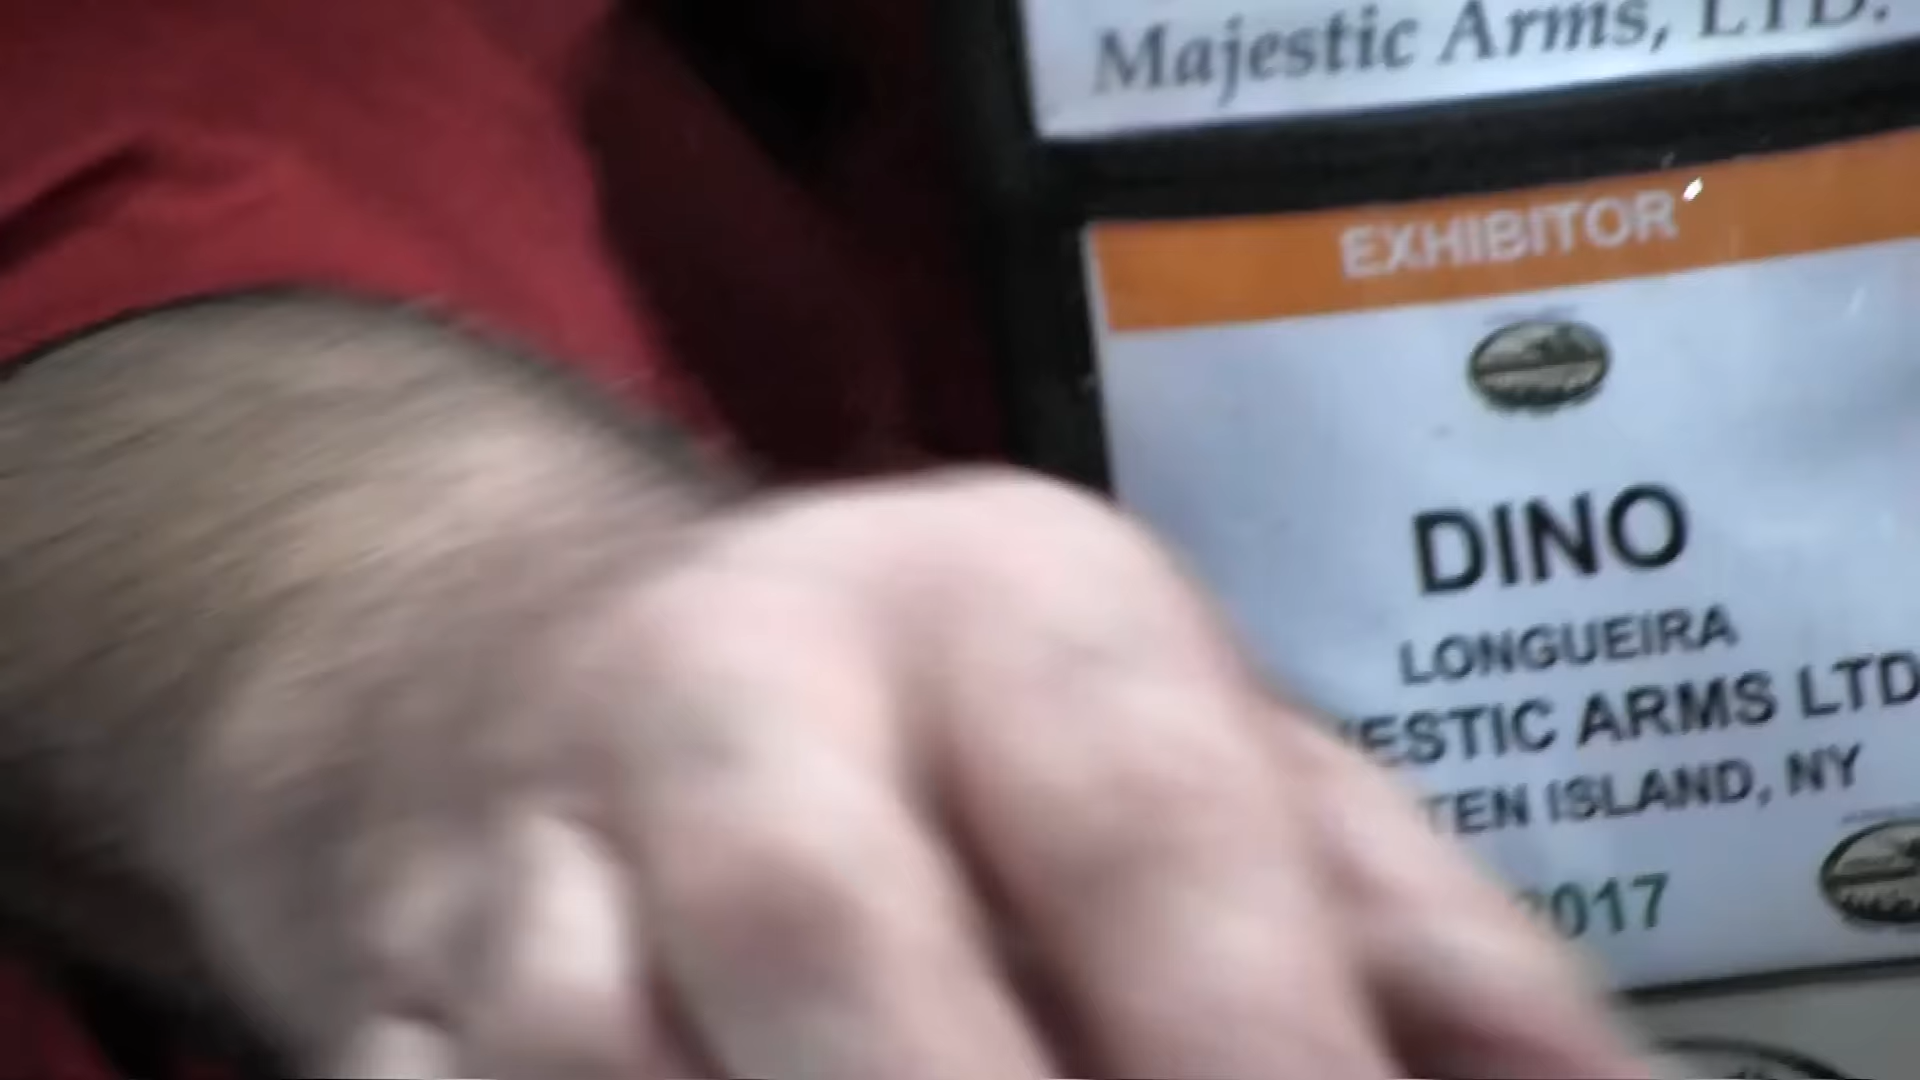 Majestic Arms, LTD.
EXHIBITOR
DINO
LONGUEIRA
ESTIC ARMS LTD
TEN ISLAND, NY
2017